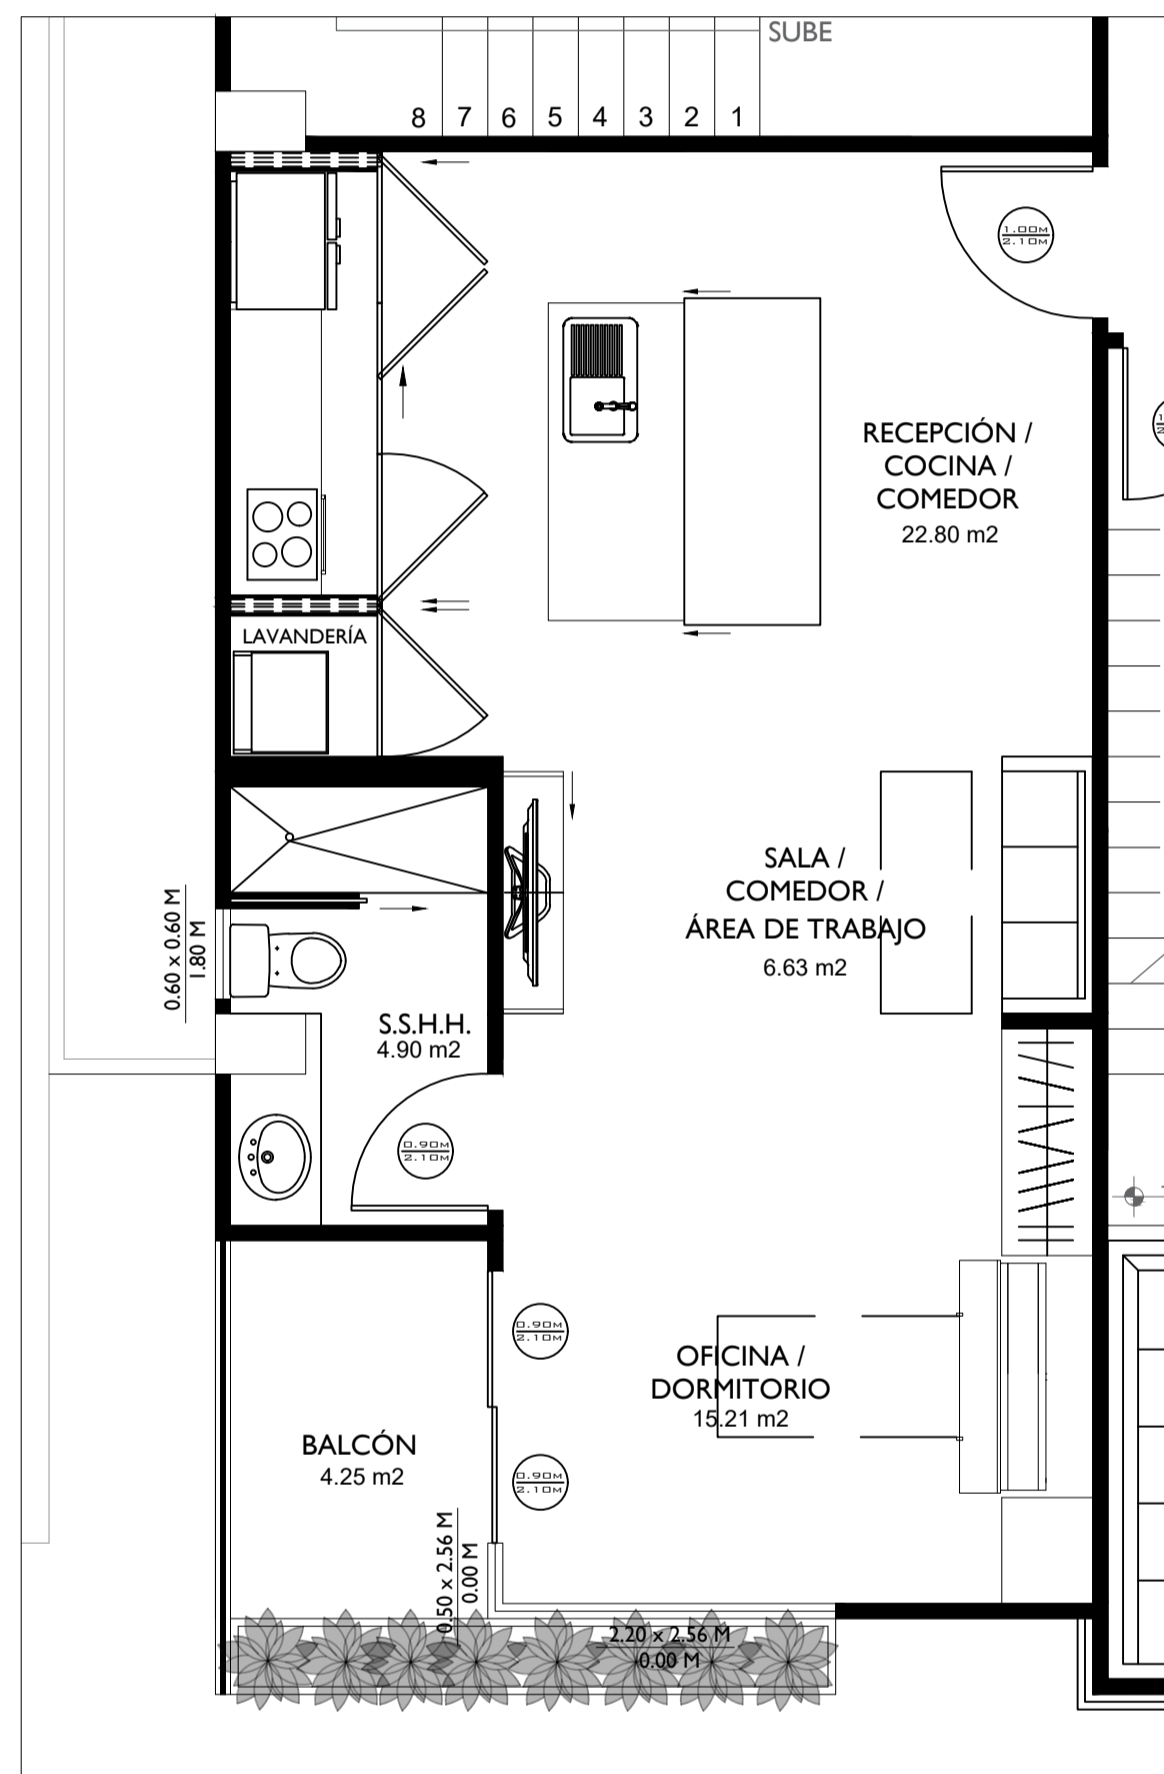 SUBE
8 7 6 5 4 3 2 1
1.00M
2.10M
RECEPCIÓN /
COCINA /
COMEDOR
22.80 m2
LAVANDERÍA
SALA /
COMEDOR /
ÁREA DE TRABAJO
6.63 m2
0.60 x 0.60 M
1.80 M
S.S.H.H.
4.90 m2
0.90M
2.10M
0.90M
2.10M
OFICINA /
DORMITORIO
15.21 m2
BALCÓN
4.25 m2
0.90M
2.10M
0.50 x 2.56 M
0.00 M
2.20 x 2.56 M
0.00 M